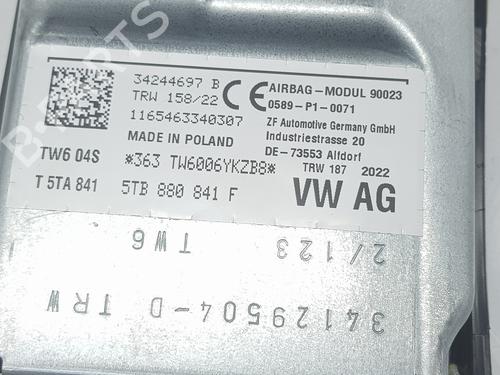 34244697 B
TRW 158/22
1165463340307
MADE IN POLAND
CE
AIRBAG-MODUL 90023
0589-P1-0071
ZF Automotive Germany GmbH
Industriestrasse 20
DE-73553 Alfdorf
TRW 187 2022
TW6 04S
*363 TW6006YKZB8*
T 5TA 841
5TB 880 841 F
VW AG
2/123
TW6
34129504-D TRW
B-PARTS